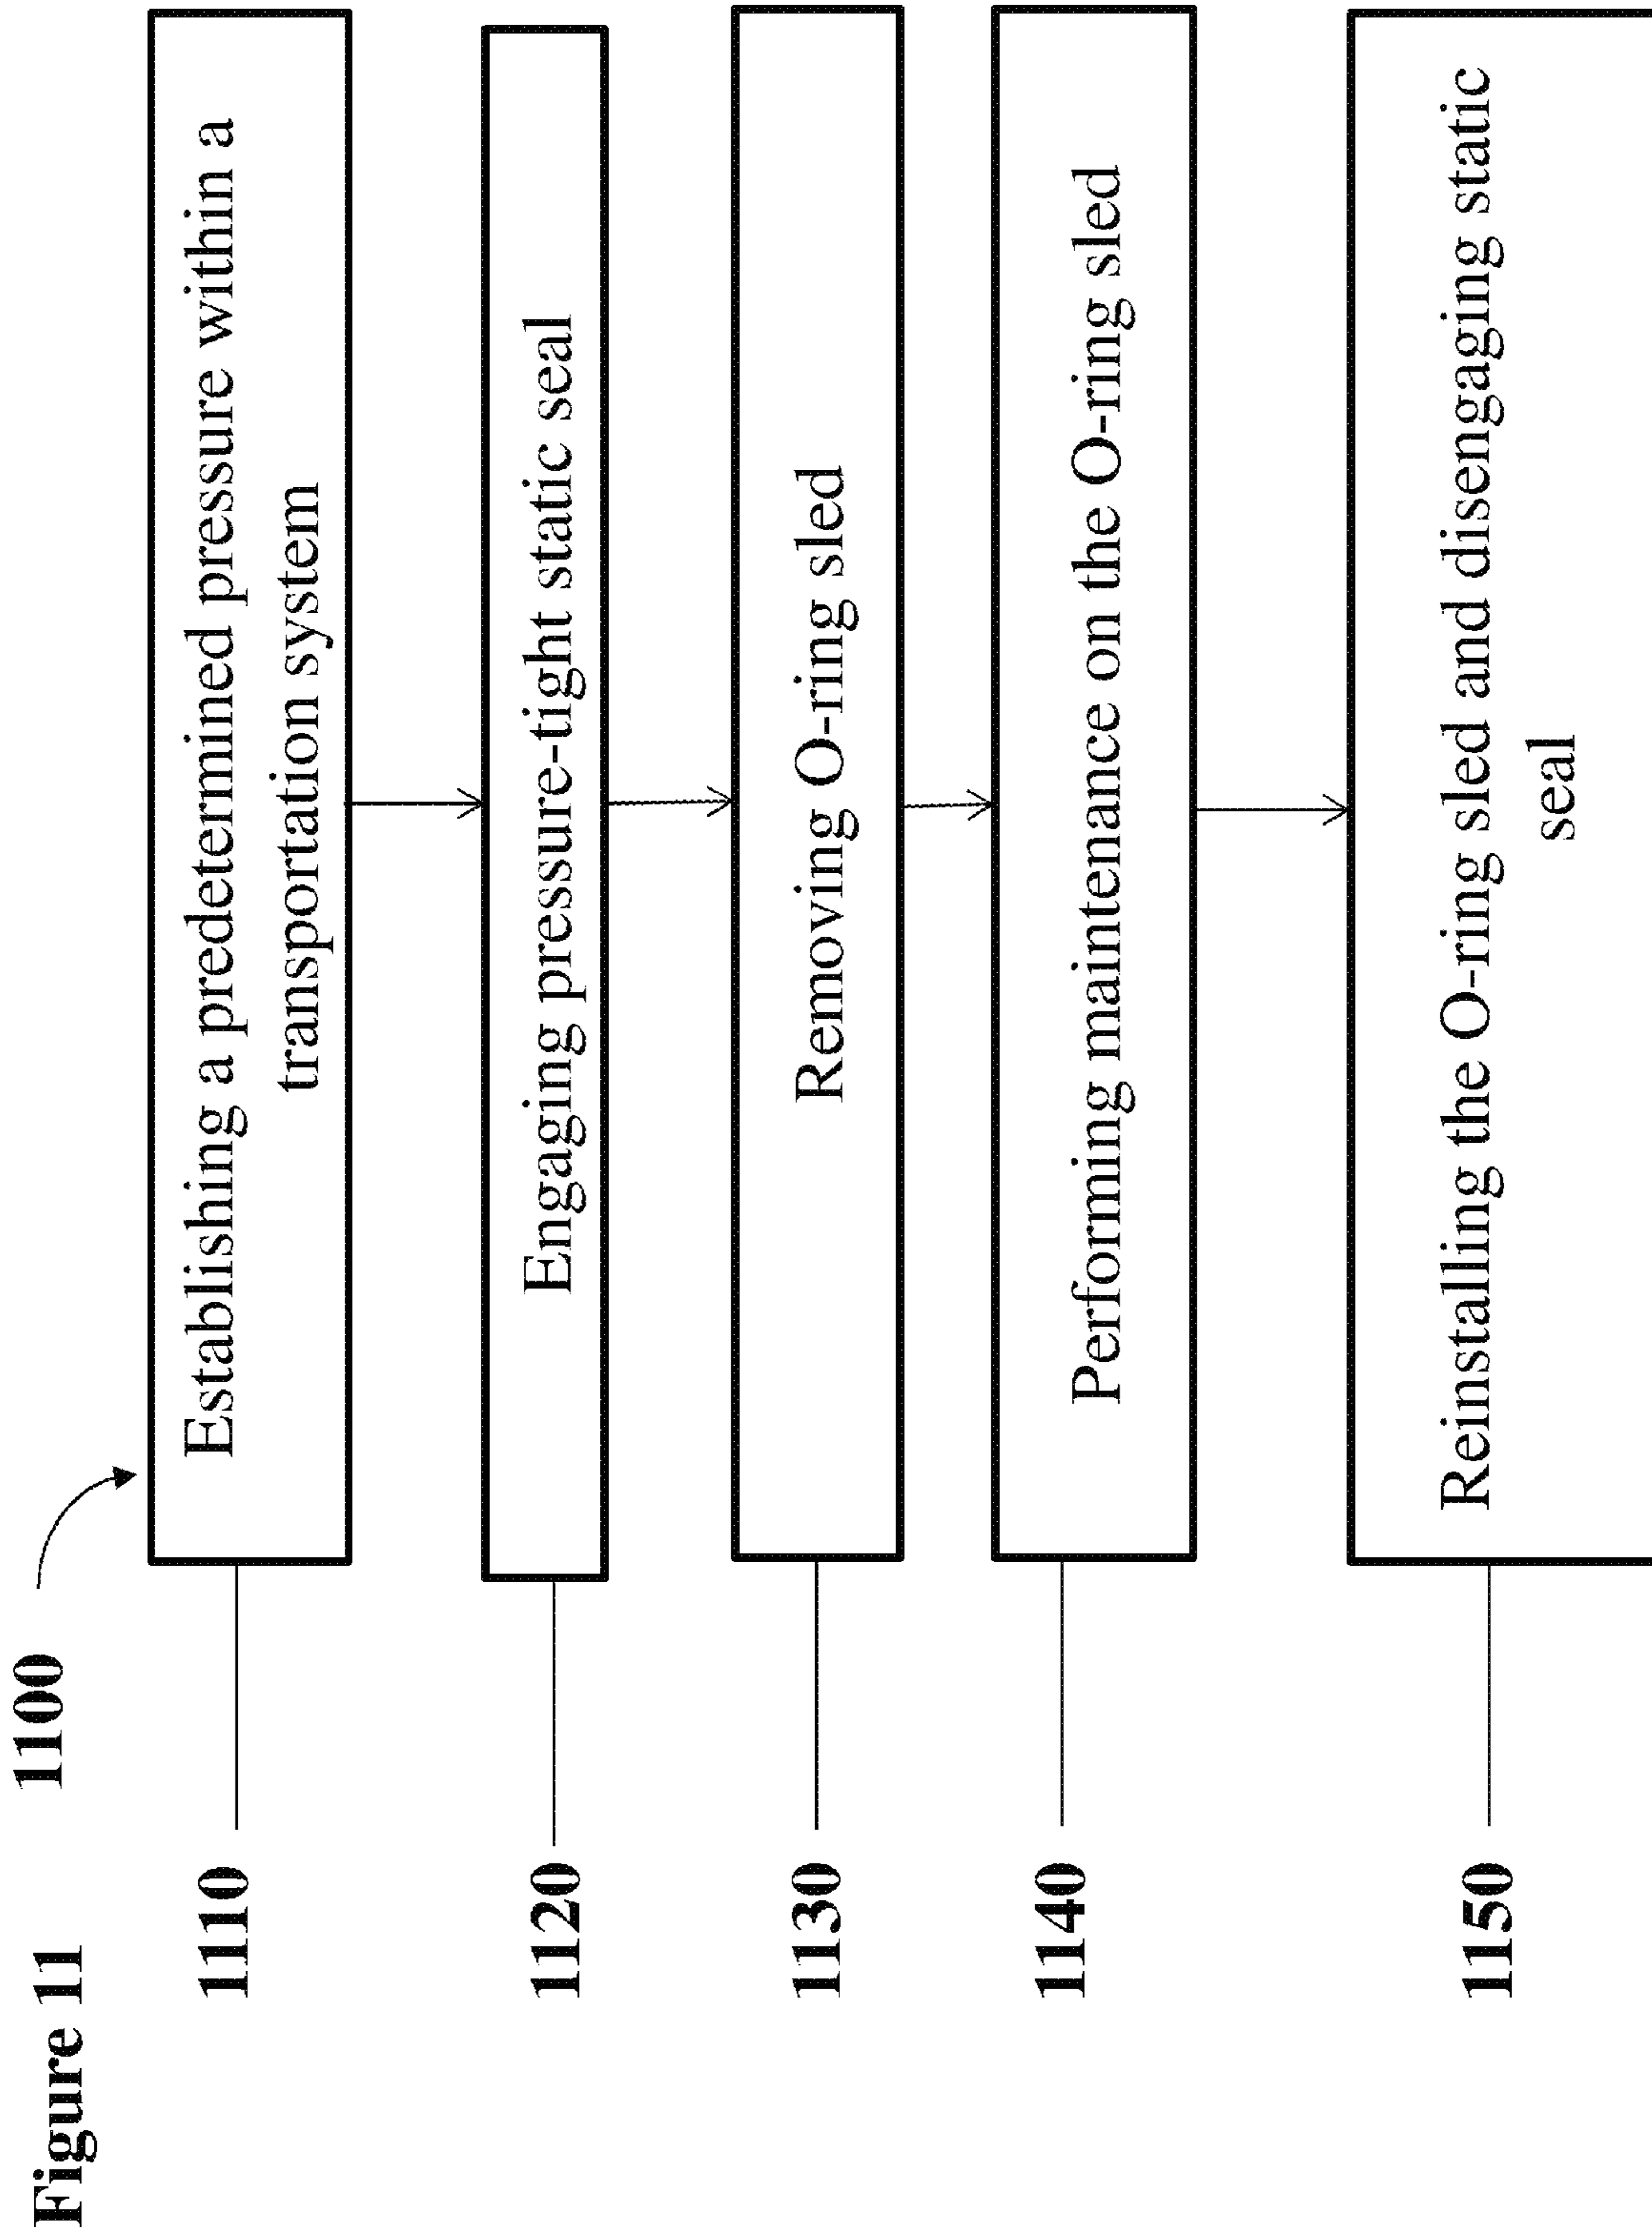 Figure 11
1100
1110
Establishing a predetermined pressure within a
transportation system
1120
Engaging pressure-tight static seal
1130
Removing O-ring sled
1140
Performing maintenance on the O-ring sled
1150
Reinstalling the O-ring sled and disengaging static
seal